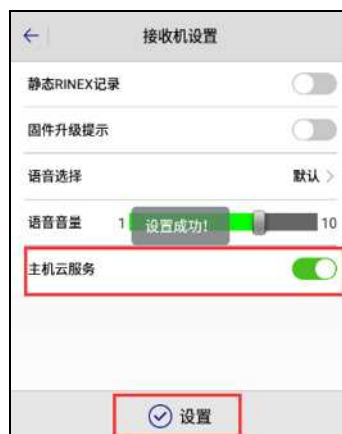 接收机设置
静态RINEX记录
固件升级提示
语音选择 默认
语音音量 1 设置成功! 10
主机云服务
设置